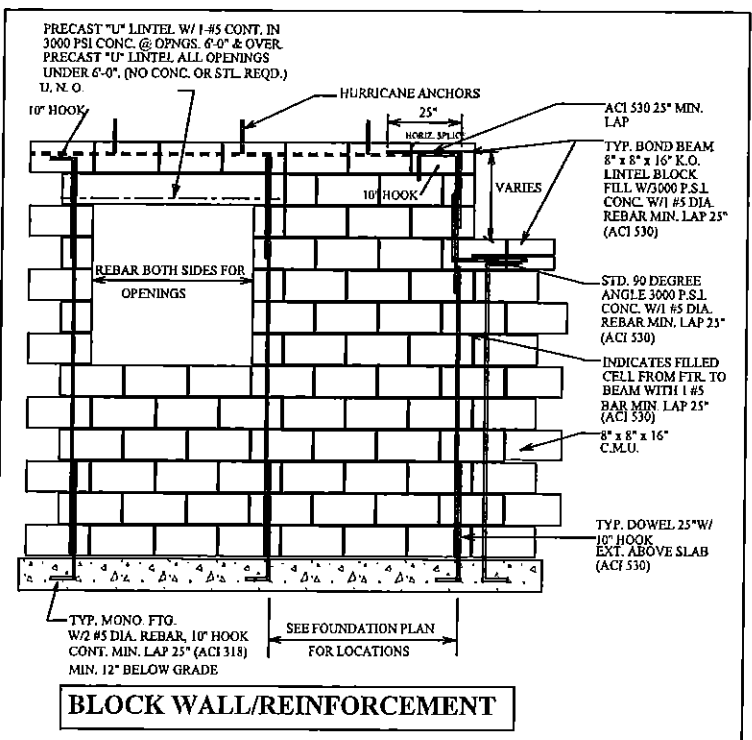 PRECAST "U" LINTEL W/ 1-#5 CONT. IN
3000 PSI CONC. @ OPNGS. 6'-0" & OVER.
PRECAST "U" LINTEL ALL OPENINGS
UNDER 6'-0", (NO CONC. OR STL. REQD.)
U. N. O.
10" HOOK
HURRICANE ANCHORS
25"
HORIZ. SPLICE
10" HOOK
VARIES
ACI 530 25" MIN.
LAP
TYP. BOND BEAM
8" x 8" x 16" K.O.
LINTEL BLOCK
FILL W/3000 P.S.I.
CONC. W/1 #5 DIA.
REBAR MIN. LAP 25"
(ACI 530)
REBAR BOTH SIDES FOR
OPENINGS
STD. 90 DEGREE
ANGLE 3000 P.S.I.
CONC. W/1 #5 DIA.
REBAR MIN. LAP 25"
(ACI 530)
INDICATES FILLED
CELL FROM FTR. TO
BEAM WITH 1 #5
BAR MIN. LAP 25"
(ACI 530)
8" x 8" x 16"
C.M.U.
TYP. DOWEL 25" W/
10" HOOK
EXT. ABOVE SLAB
(ACI 530)
TYP. MONO. FTG.
W/2 #5 DIA. REBAR, 10" HOOK
CONT. MIN. LAP 25" (ACI 318)
MIN. 12" BELOW GRADE
SEE FOUNDATION PLAN
FOR LOCATIONS
BLOCK WALL/REINFORCEMENT